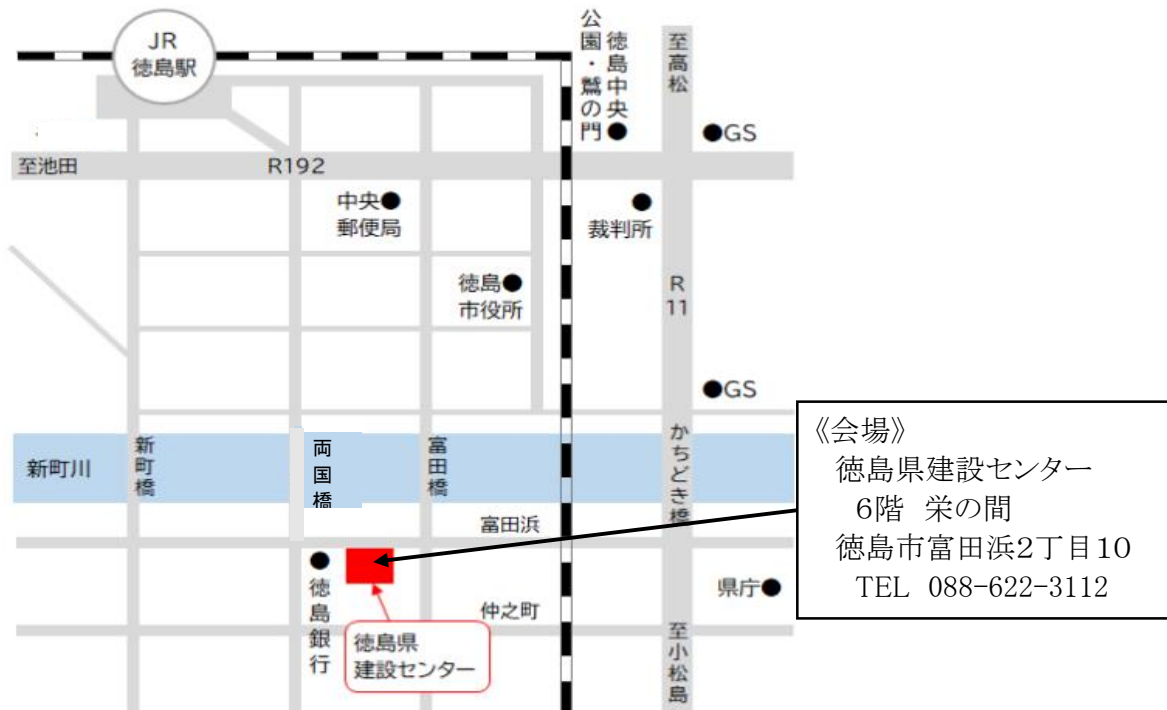 JR
徳島駅
徳島中央
公園・鷲の門●
至高松
●GS
至池田
R192
中央●
郵便局
●
裁判所
徳島●
市役所
R
11
●GS
新町川
新町橋
両国橋
富田橋
かちどき橋
富田浜
●
徳島銀行
仲之町
県庁●
至小松島
徳島県
建設センター
《会場》
徳島県建設センター
6階 栄の間
徳島市富田浜2丁目10
TEL 088-622-3112